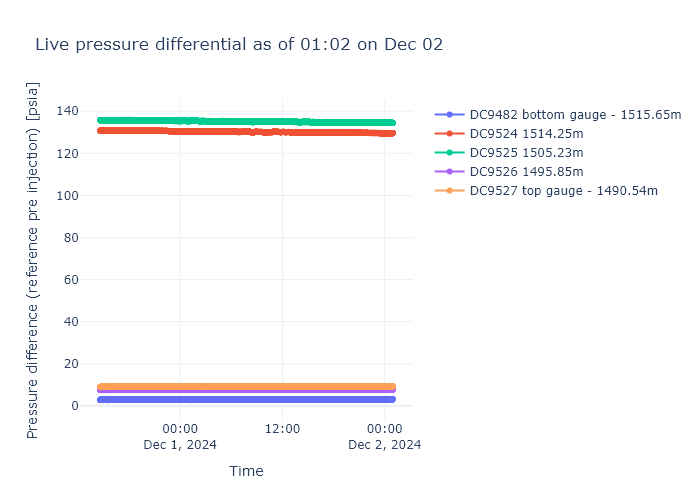 Live pressure differential as of 01:02 on Dec 02
Pressure difference (reference pre injection) [psia]
140
120
100
80
60
40
20
0
00:00
Dec 1, 2024
12:00
00:00
Dec 2, 2024
Time
DC9482 bottom gauge - 1515.65m
DC9524 1514.25m
DC9525 1505.23m
DC9526 1495.85m
DC9527 top gauge - 1490.54m